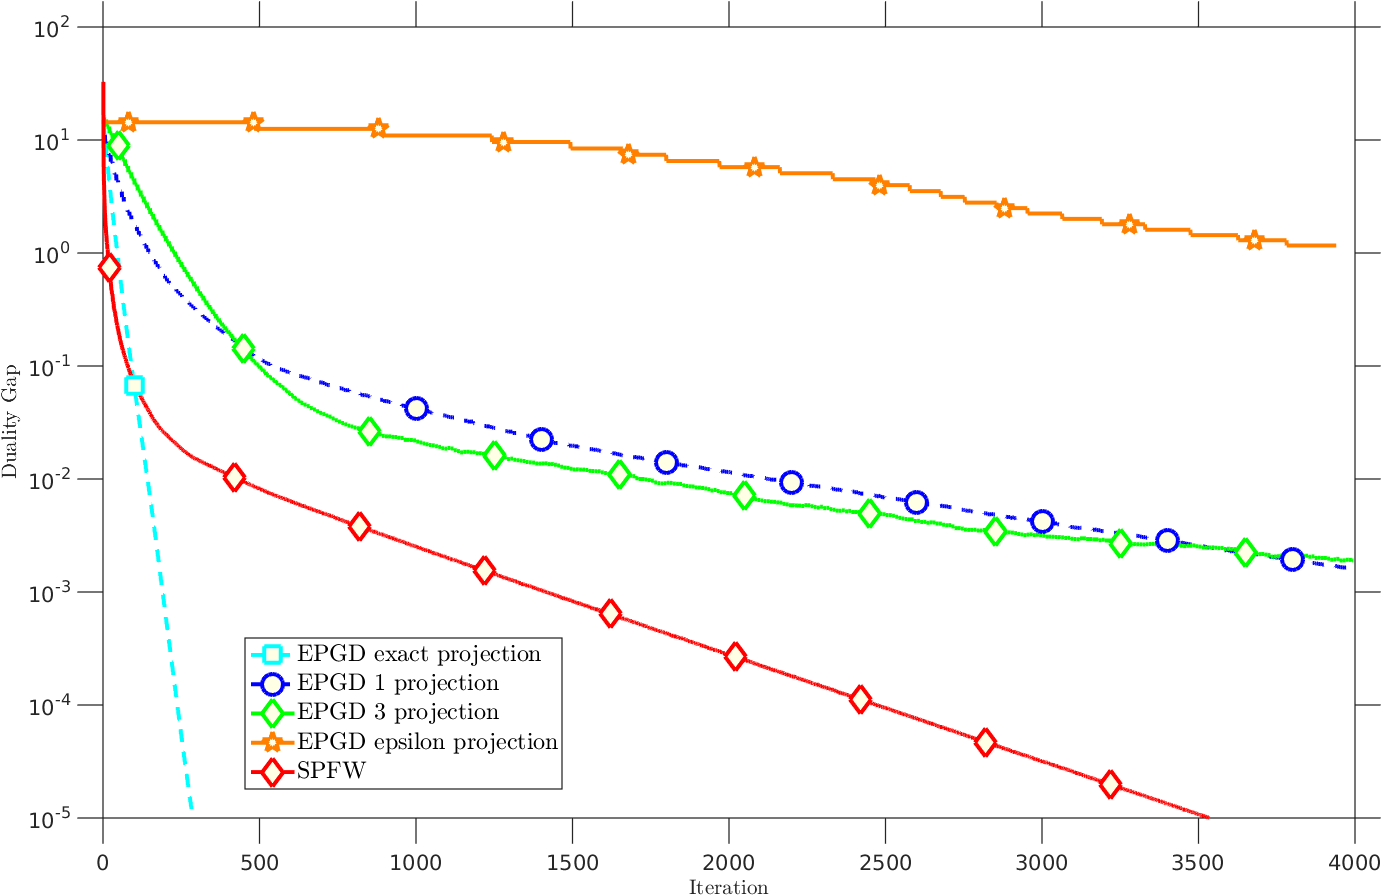 10^2
10^1
10^0
10^-1
10^-2
10^-3
10^-4
10^-5
Duality Gap
EPGD exact projection
EPGD 1 projection
EPGD 3 projection
EPGD epsilon projection
SPFW
0 500 1000 1500 2000 2500 3000 3500 4000
Iteration